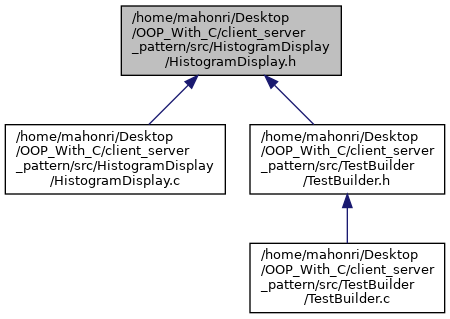 /home/mahonri/Desktop
/OOP_With_C/client_server
_pattern/src/HistogramDisplay
/HistogramDisplay.h
/home/mahonri/Desktop
/OOP_With_C/client_server
_pattern/src/HistogramDisplay
/HistogramDisplay.c
/home/mahonri/Desktop
/OOP_With_C/client_server
_pattern/src/TestBuilder
/TestBuilder.h
/home/mahonri/Desktop
/OOP_With_C/client_server
_pattern/src/TestBuilder
/TestBuilder.c